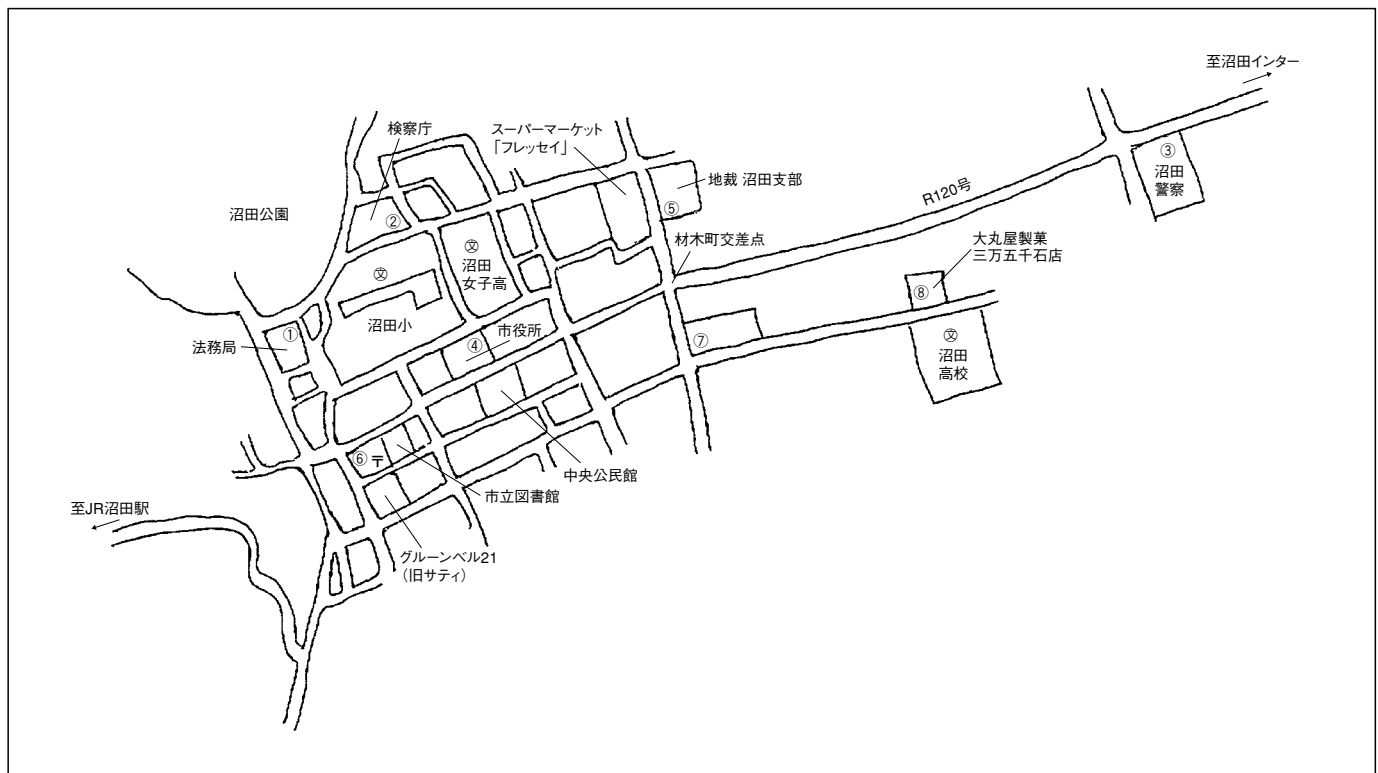 至沼田インター
検察庁
スーパーマーケット
「フレッセイ」
③
沼田
警察
地裁 沼田支部
R120号
沼田公園
②
⑤
材木町交差点
大丸屋製菓
三万五千石店
文
沼田
女子高
文
⑧
沼田小
市役所
①
法務局
④
⑦
文
沼田
高校
⑥
〒
中央公民館
市立図書館
至JR沼田駅
グルーンベル21
(旧サティ)